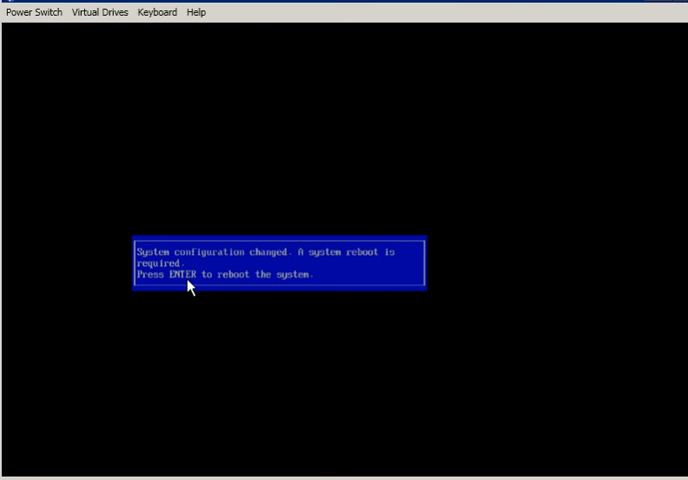 Power Switch Virtual Drives Keyboard Help
System configuration changed. A system reboot is
required.
Press ENTER to reboot the system.